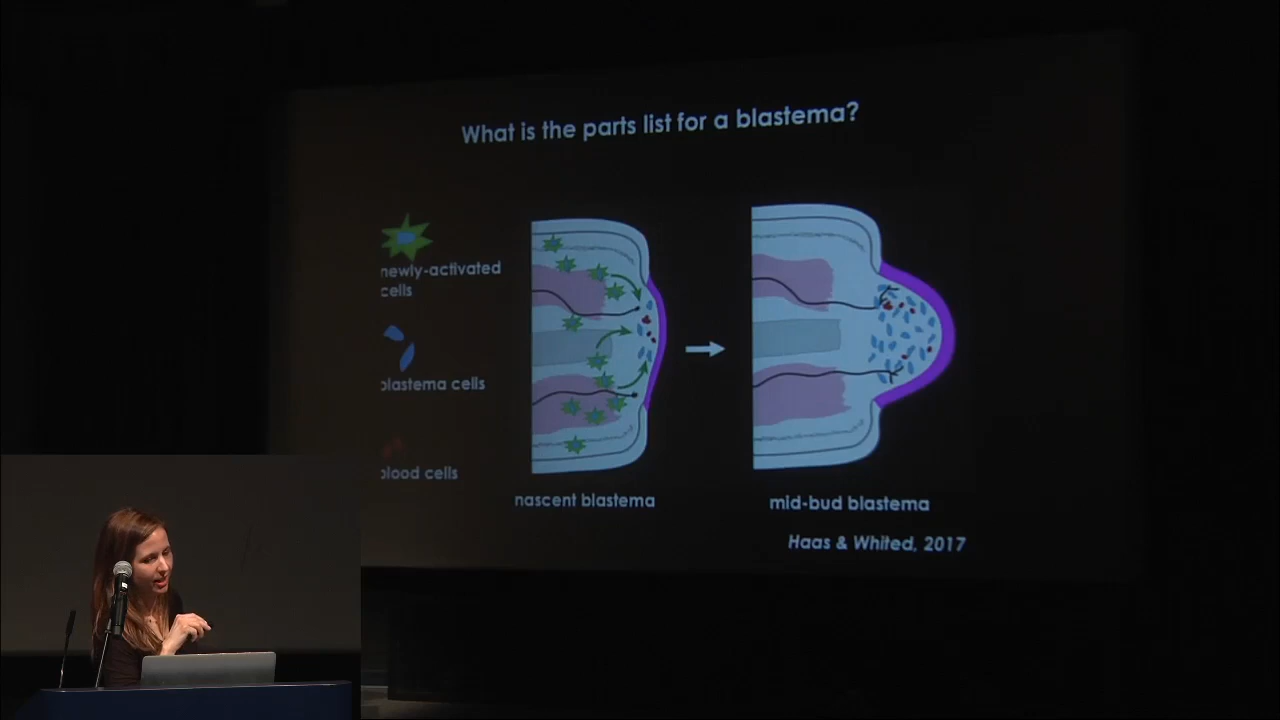 What is the parts list for a blastema?
newly-activated
cells
blastema cells
blood cells
nascent blastema
mid-bud blastema
Haas & Whited, 2017